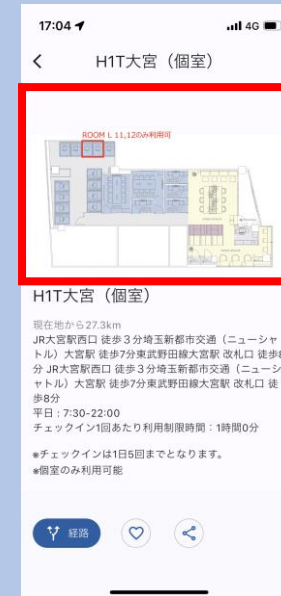 17:04
4G
H1T大宮（個室）
ROOM L 11,12のみ利用可
H1T大宮（個室）
現在地から27.3km
JR大宮駅西口 徒歩３分埼玉新都市交通（ニューシャ
トル）大宮駅 徒歩7分東武野田線大宮駅 改札口 徒歩8
分 JR大宮駅西口 徒歩３分埼玉新都市交通（ニューシ
ャトル）大宮駅 徒歩7分東武野田線大宮駅 改札口 徒
歩8分
平日：7:30-22:00
チェックイン1回あたり利用制限時間：1時間0分
※チェックインは1日5回までとなります。
※個室のみ利用可能
経路